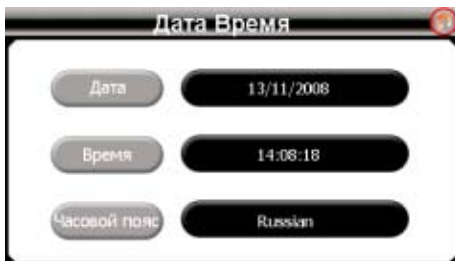 Дата Время
Дата 13/11/2008
Время 14:08:18
Часовой пояс Russian